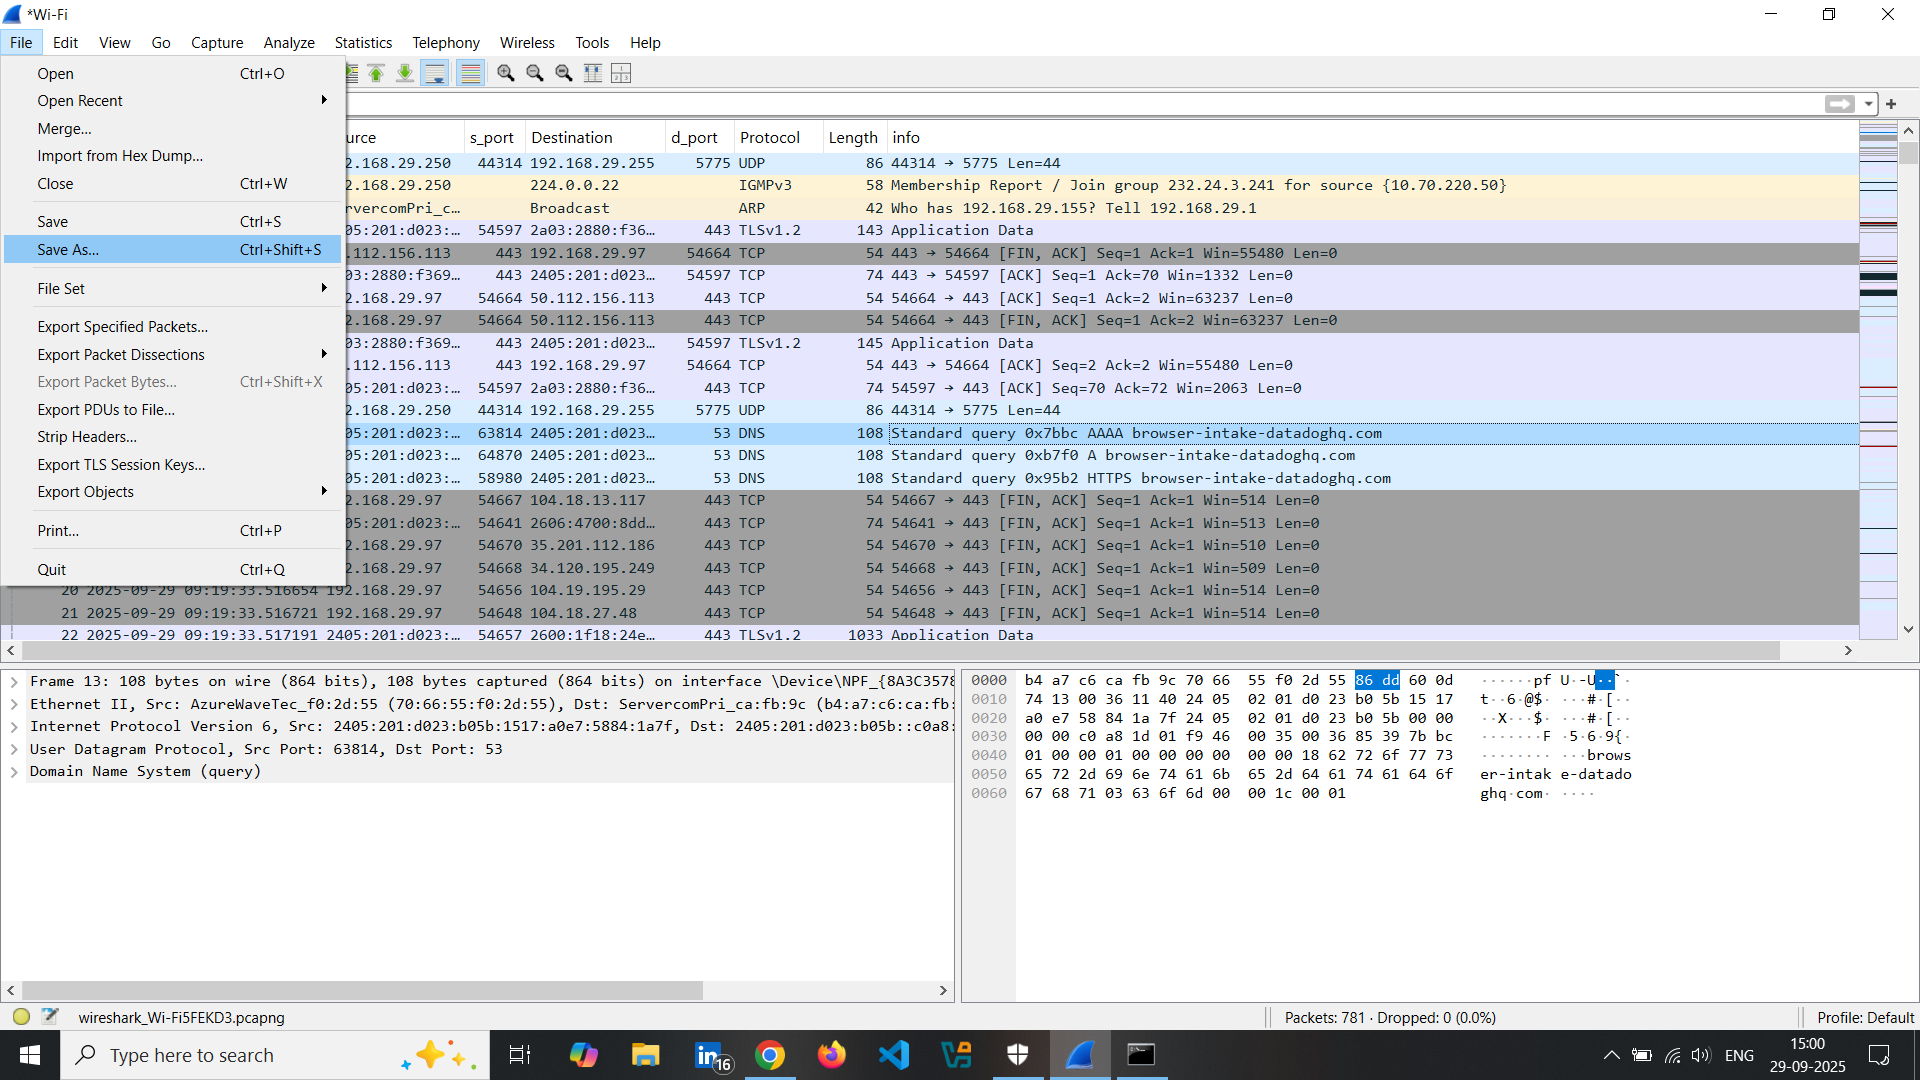 *Wi-Fi
File Edit View Go Capture Analyze Statistics Telephony Wireless Tools Help
Open Ctrl+O
Open Recent
Merge...
Import from Hex Dump...
Close Ctrl+W
Save Ctrl+S
Save As... Ctrl+Shift+S
File Set
Export Specified Packets...
Export Packet Dissections
Export Packet Bytes... Ctrl+Shift+X
Export PDUs to File...
Strip Headers...
Export TLS Session Keys...
Export Objects
Print... Ctrl+P
Quit Ctrl+Q
urce s_port Destination d_port Protocol Length info
2.168.29.250 44314 192.168.29.255 5775 UDP 86 44314 → 5775 Len=44
2.168.29.250 224.0.0.22 IGMPv3 58 Membership Report / Join group 232.24.3.241 for source {10.70.220.50}
rvercomPri_c… Broadcast ARP 42 Who has 192.168.29.155? Tell 192.168.29.1
05:201:d023:… 54597 2a03:2880:f36… 443 TLSv1.2 143 Application Data
.112.156.113 443 192.168.29.97 54664 TCP 54 443 → 54664 [FIN, ACK] Seq=1 Ack=1 Win=55480 Len=0
03:2880:f369… 443 2405:201:d023… 54597 TCP 74 443 → 54597 [ACK] Seq=1 Ack=70 Win=1332 Len=0
2.168.29.97 54664 50.112.156.113 443 TCP 54 54664 → 443 [ACK] Seq=1 Ack=2 Win=63237 Len=0
2.168.29.97 54664 50.112.156.113 443 TCP 54 54664 → 443 [FIN, ACK] Seq=1 Ack=2 Win=63237 Len=0
03:2880:f369… 443 2405:201:d023… 54597 TLSv1.2 145 Application Data
.112.156.113 443 192.168.29.97 54664 TCP 54 443 → 54664 [ACK] Seq=2 Ack=2 Win=55480 Len=0
05:201:d023:… 54597 2a03:2880:f36… 443 TCP 74 54597 → 443 [ACK] Seq=70 Ack=72 Win=2063 Len=0
2.168.29.250 44314 192.168.29.255 5775 UDP 86 44314 → 5775 Len=44
05:201:d023:… 63814 2405:201:d023… 53 DNS 108 Standard query 0x7bbc AAAA browser-intake-datadoghq.com
05:201:d023:… 64870 2405:201:d023… 53 DNS 108 Standard query 0xb7f0 A browser-intake-datadoghq.com
05:201:d023:… 58980 2405:201:d023… 53 DNS 108 Standard query 0x95b2 HTTPS browser-intake-datadoghq.com
2.168.29.97 54667 104.18.13.117 443 TCP 54 54667 → 443 [FIN, ACK] Seq=1 Ack=1 Win=514 Len=0
05:201:d023:… 54641 2606:4700:8dd… 443 TCP 74 54641 → 443 [FIN, ACK] Seq=1 Ack=1 Win=513 Len=0
2.168.29.97 54670 35.201.112.186 443 TCP 54 54670 → 443 [FIN, ACK] Seq=1 Ack=1 Win=510 Len=0
2.168.29.97 54668 34.120.195.249 443 TCP 54 54668 → 443 [FIN, ACK] Seq=1 Ack=1 Win=509 Len=0
20 2025-09-29 09:19:33.516654 192.168.29.97 54656 104.19.195.29 443 TCP 54 54656 → 443 [FIN, ACK] Seq=1 Ack=1 Win=514 Len=0
21 2025-09-29 09:19:33.516721 192.168.29.97 54648 104.18.27.48 443 TCP 54 54648 → 443 [FIN, ACK] Seq=1 Ack=1 Win=514 Len=0
22 2025-09-29 09:19:33.517191 2405:201:d023:… 54657 2600:1f18:24e… 443 TLSv1.2 1033 Application Data
Frame 13: 108 bytes on wire (864 bits), 108 bytes captured (864 bits) on interface \Device\NPF_{8A3C3578
Ethernet II, Src: AzureWaveTec_f0:2d:55 (70:66:55:f0:2d:55), Dst: ServercomPri_ca:fb:9c (b4:a7:c6:ca:fb:
Internet Protocol Version 6, Src: 2405:201:d023:b05b:1517:a0e7:5884:1a7f, Dst: 2405:201:d023:b05b::c0a8:
User Datagram Protocol, Src Port: 63814, Dst Port: 53
Domain Name System (query)
0000 b4 a7 c6 ca fb 9c 70 66 55 f0 2d 55 86 dd 60 0d ······pf U·-U··`·
0010 74 13 00 36 11 40 24 05 02 01 d0 23 b0 5b 15 17 t··6·@$· ···#·[··
0020 a0 e7 58 84 1a 7f 24 05 02 01 d0 23 b0 5b 00 00 ··X···$· ···#·[··
0030 00 00 c0 a8 1d 01 f9 46 00 35 00 36 85 39 7b bc ·······F ·5·6·9{·
0040 01 00 00 01 00 00 00 00 00 00 18 62 72 6f 77 73 ········ ···brows
0050 65 72 2d 69 6e 74 61 6b 65 2d 64 61 74 61 64 6f er-intak e-datado
0060 67 68 71 03 63 6f 6d 00 00 1c 00 01 ghq·com· ····
wireshark_Wi-Fi5FEKD3.pcapng Packets: 781 · Dropped: 0 (0.0%) Profile: Default
Type here to search
16
ENG
15:00
29-09-2025